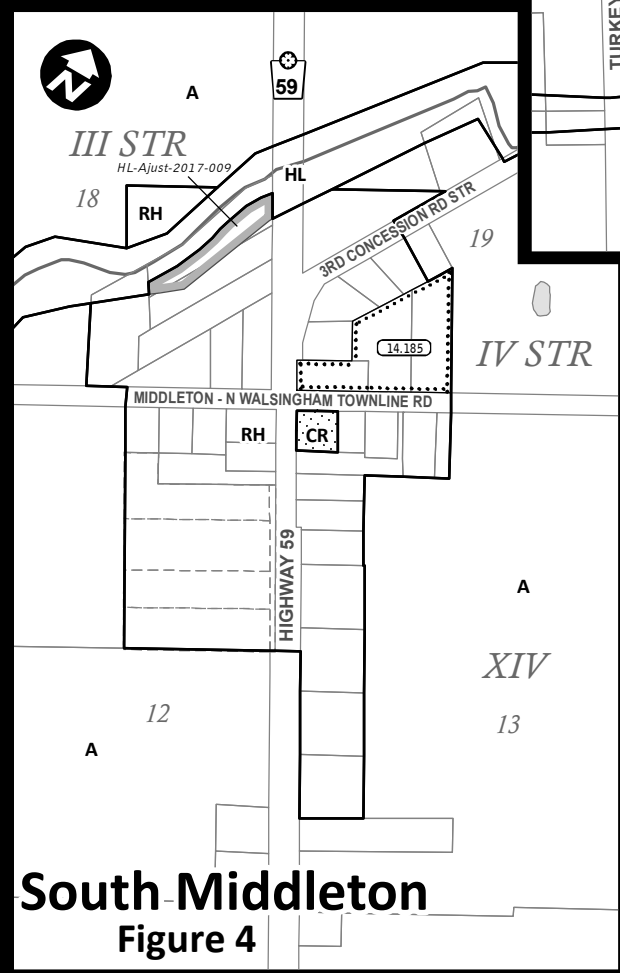 TURKEY
N
59
A
III STR
HL-Ajust-2017-009
HL
18
RH
3RD CONCESSION RD STR
19
14.185
IV STR
MIDDLETON - N WALSINGHAM TOWNLINE RD
RH
CR
HIGHWAY 59
A
XIV
12
13
A
South Middleton
Figure 4